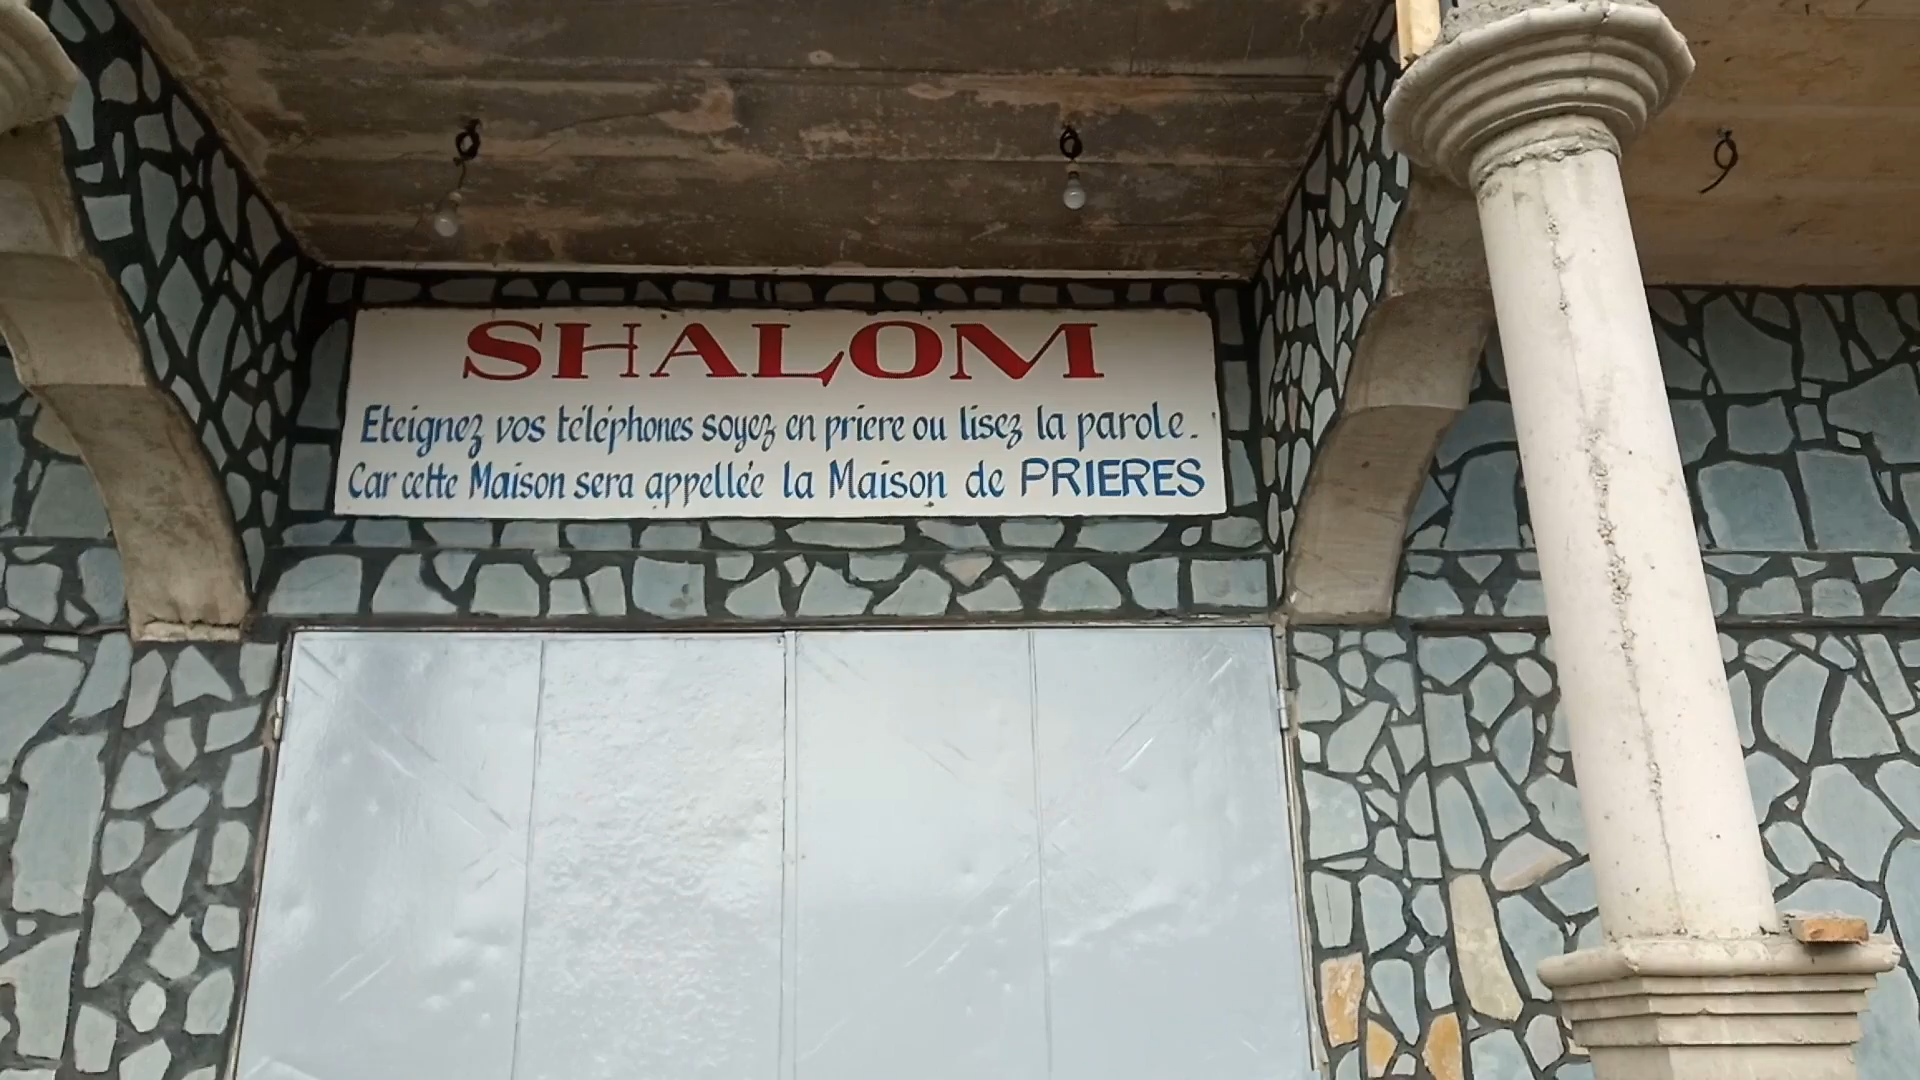 SHALOM
Eteignez vos téléphones soyez en priere ou lisez la parole.
Car cette Maison sera appellée la Maison de PRIERES